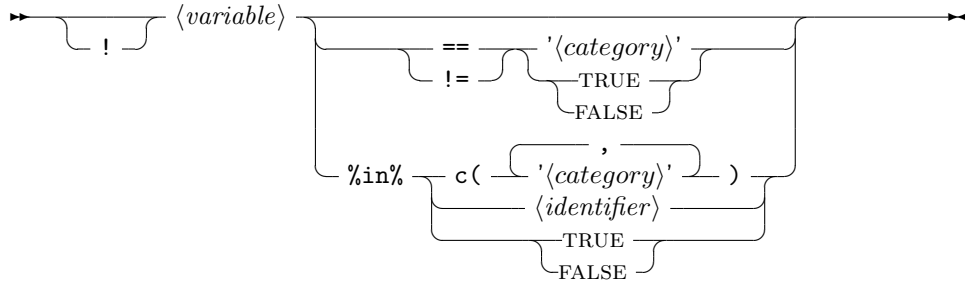 ⟨variable⟩
! == '⟨category⟩'
!= TRUE
FALSE
,
%in% c( '⟨category⟩' )
⟨identifier⟩
TRUE
FALSE